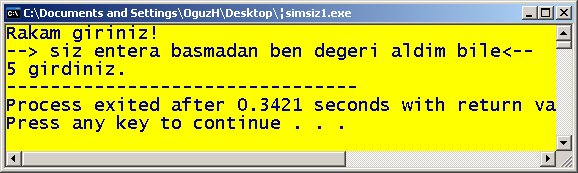 C:\Documents and Settings\OguzH\Desktop\¦simsiz1.exe
Rakam giriniz!
--> siz entera basmadan ben degeri aldim bile<--
5 girdiniz.
--------------------------------
Process exited after 0.3421 seconds with return va
Press any key to continue . . .